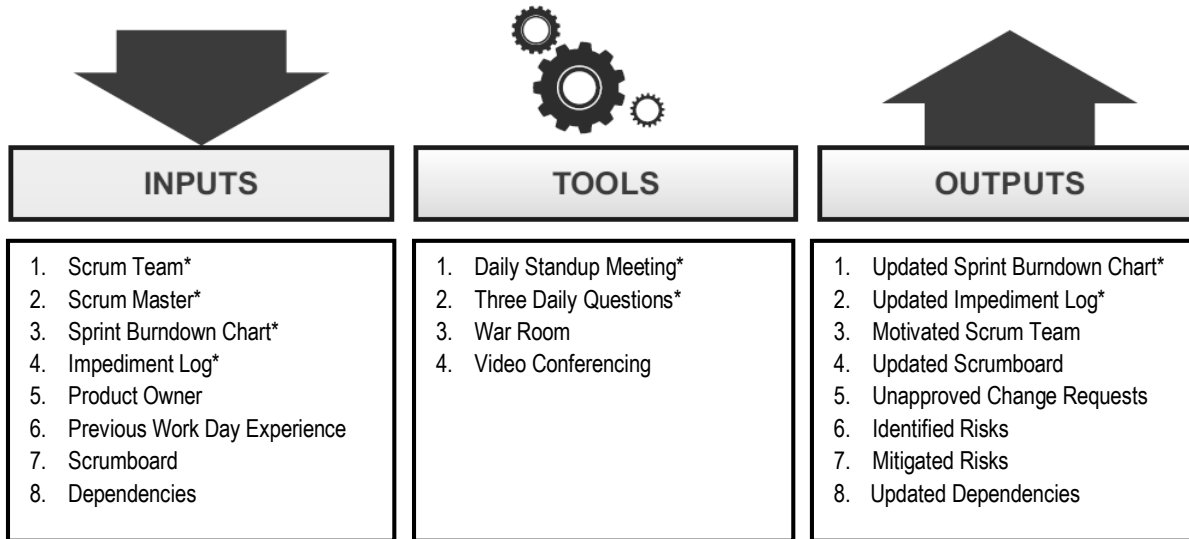 INPUTS
1. Scrum Team*
2. Scrum Master*
3. Sprint Burndown Chart*
4. Impediment Log*
5. Product Owner
6. Previous Work Day Experience
7. Scrumboard
8. Dependencies
TOOLS
1. Daily Standup Meeting*
2. Three Daily Questions*
3. War Room
4. Video Conferencing
OUTPUTS
1. Updated Sprint Burndown Chart*
2. Updated Impediment Log*
3. Motivated Scrum Team
4. Updated Scrumboard
5. Unapproved Change Requests
6. Identified Risks
7. Mitigated Risks
8. Updated Dependencies